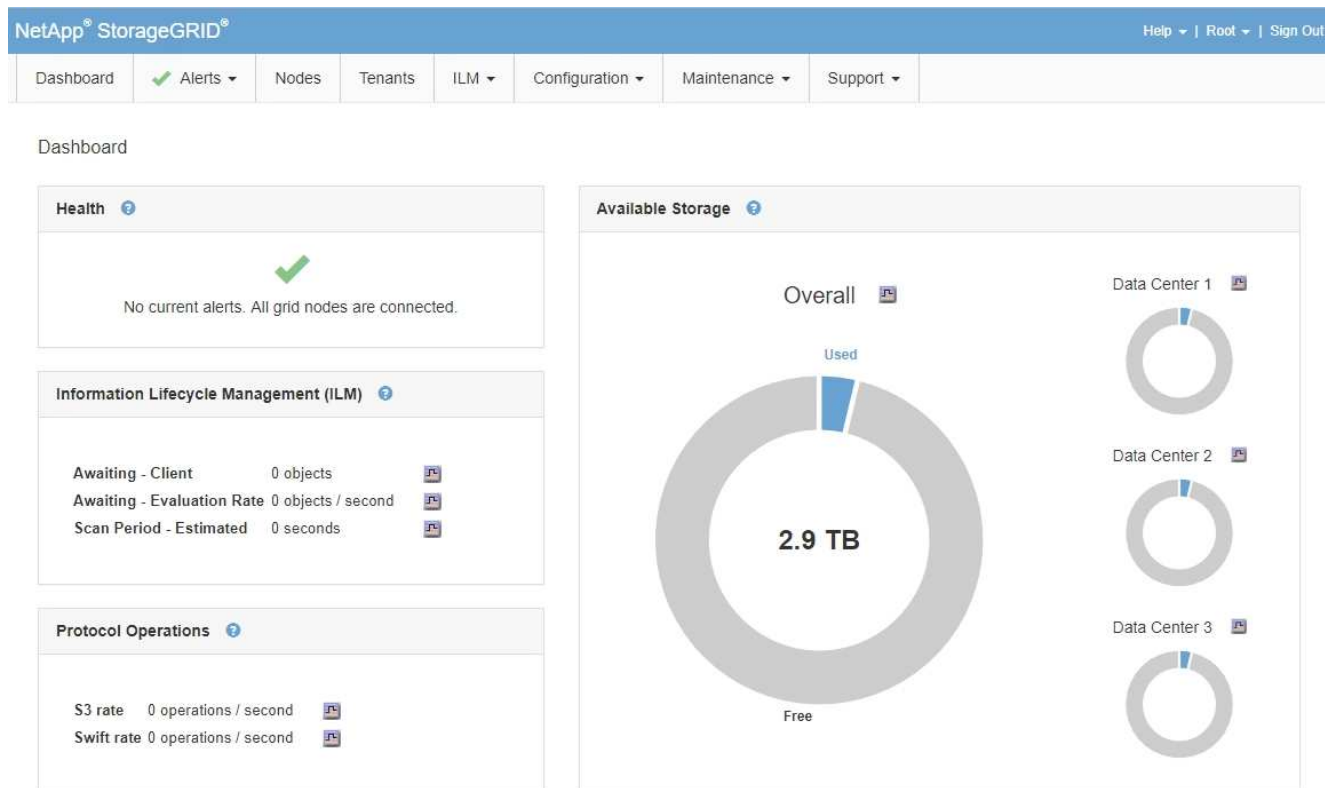 NetApp® StorageGRID®
Help | Root | Sign Out
Dashboard
Alerts
Nodes
Tenants
ILM
Configuration
Maintenance
Support
Dashboard
Health
No current alerts. All grid nodes are connected.
Information Lifecycle Management (ILM)
Awaiting - Client 0 objects
Awaiting - Evaluation Rate 0 objects / second
Scan Period - Estimated 0 seconds
Protocol Operations
S3 rate 0 operations / second
Swift rate 0 operations / second
Available Storage
Overall
Used
2.9 TB
Free
Data Center 1
Data Center 2
Data Center 3